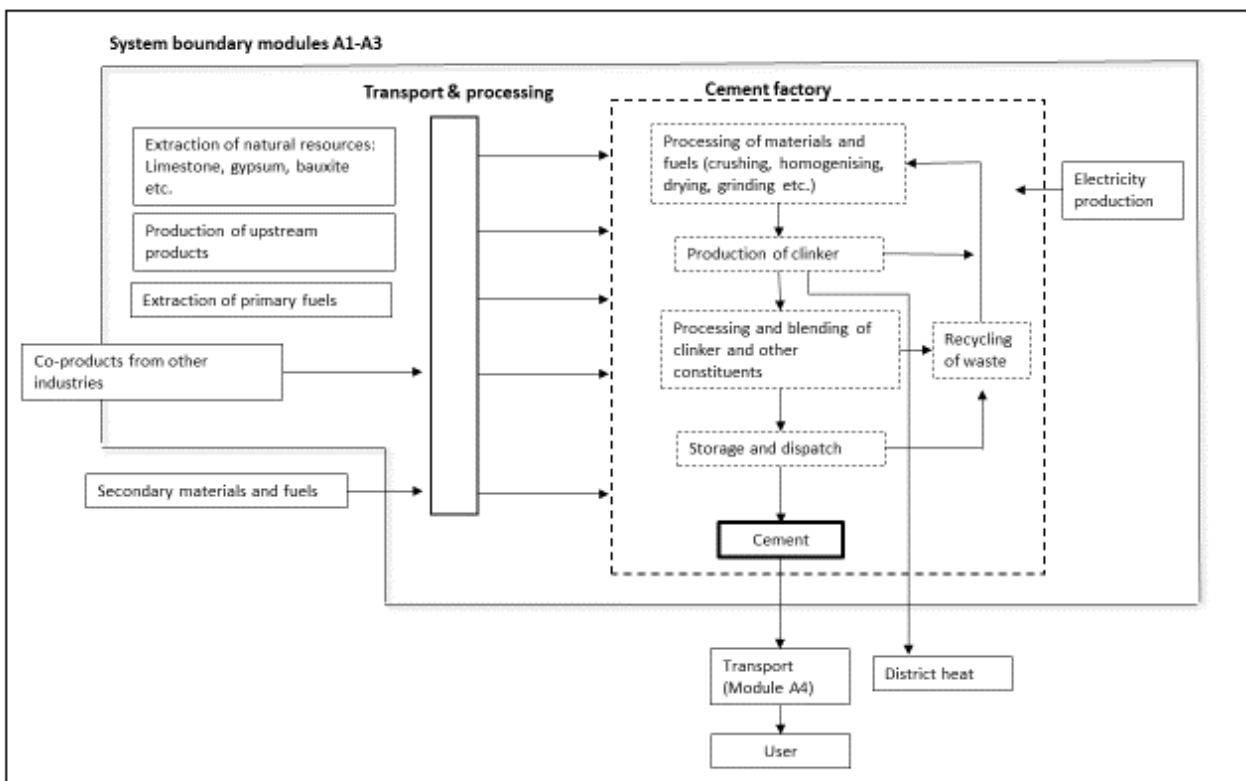 System boundary modules A1-A3
Transport & processing
Cement factory
Extraction of natural resources:
Limestone, gypsum, bauxite
etc.
Production of upstream
products
Extraction of primary fuels
Co-products from other
industries
Secondary materials and fuels
Processing of materials and
fuels (crushing, homogenising,
drying, grinding etc.)
Production of clinker
Processing and blending of
clinker and other
constituents
Storage and dispatch
Cement
Recycling
of waste
Electricity
production
Transport
(Module A4)
District heat
User